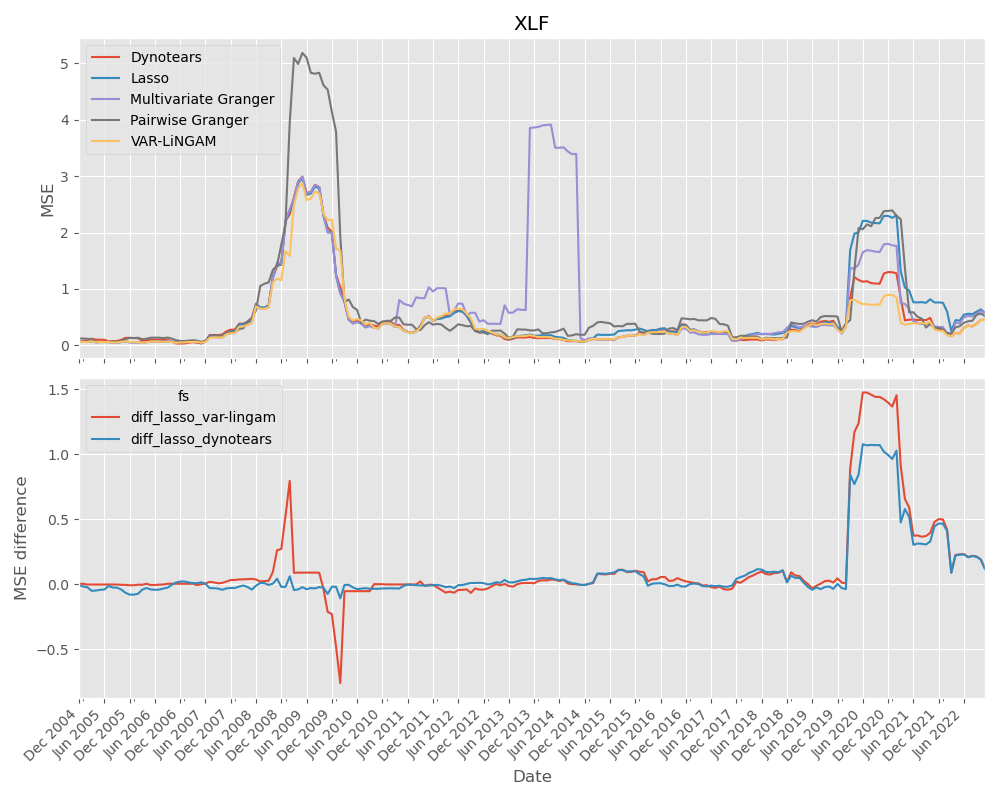 XLF
Dynotears
Lasso
Multivariate Granger
Pairwise Granger
VAR-LiNGAM
5
4
3
2
1
0
MSE
fs
diff_lasso_var-lingam
diff_lasso_dynotears
1.5
1.0
0.5
0.0
−0.5
MSE difference
Dec 2004
Jun 2005
Dec 2005
Jun 2006
Dec 2006
Jun 2007
Dec 2007
Jun 2008
Dec 2008
Jun 2009
Dec 2009
Jun 2010
Dec 2010
Jun 2011
Dec 2011
Jun 2012
Dec 2012
Jun 2013
Dec 2013
Jun 2014
Dec 2014
Jun 2015
Dec 2015
Jun 2016
Dec 2016
Jun 2017
Dec 2017
Jun 2018
Dec 2018
Jun 2019
Dec 2019
Jun 2020
Dec 2020
Jun 2021
Dec 2021
Jun 2022
Date